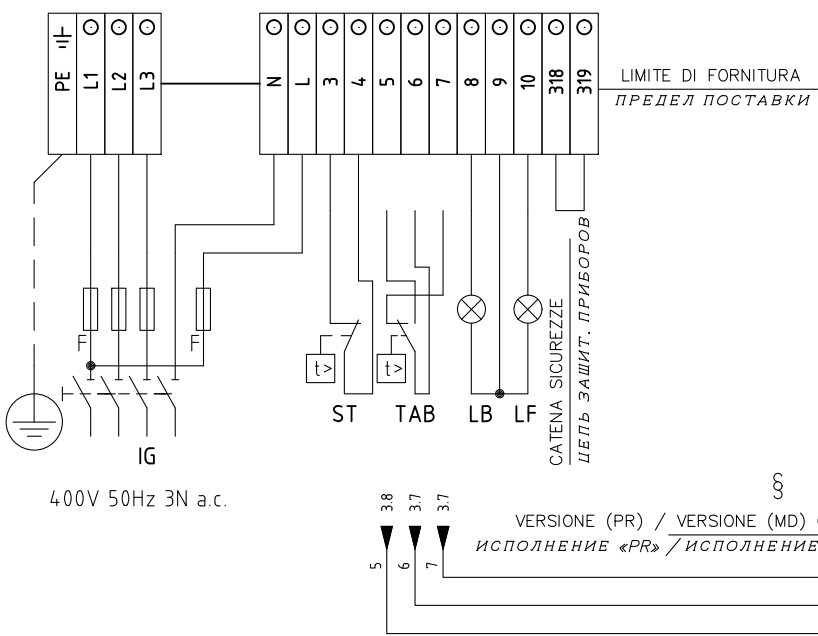 PE L1 L2 L3 N L 3 4 5 6 7 8 9 10 318 319
LIMITE DI FORNITURA
ПРЕДЕЛ ПОСТАВКИ
F F
t> t>
ST TAB LB LF
CATENA SICUREZZE
ЦЕПЬ ЗАЩИТ. ПРИБОРОВ
IG
400V 50Hz 3N a.c.
§
3.8 3.7 3.7
VERSIONE (PR) / VERSIONE (MD)
ИСПОЛНЕНИЕ «PR» / ИСПОЛНЕНИЕ
5 6 7